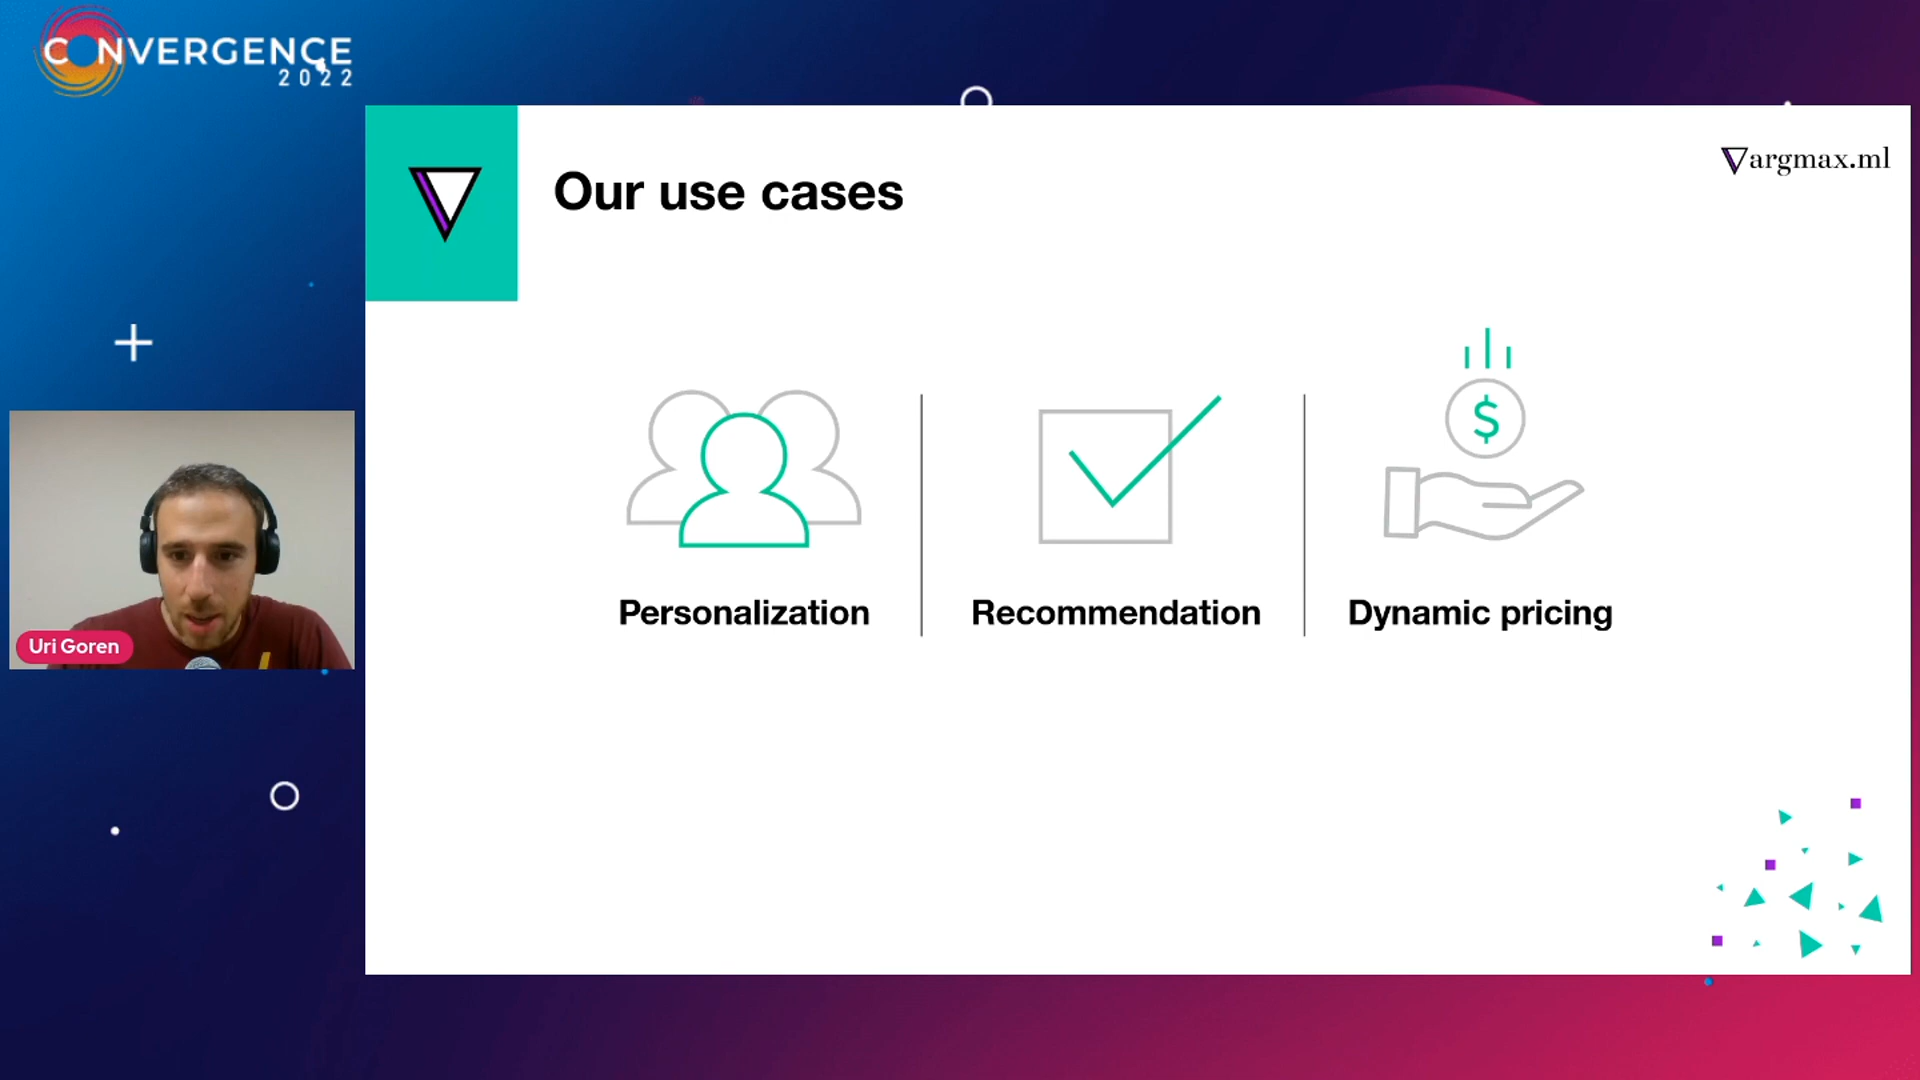 CONVERGENCE
2022
Our use cases
argmax.ml
$
Personalization
Recommendation
Dynamic pricing
Uri Goren